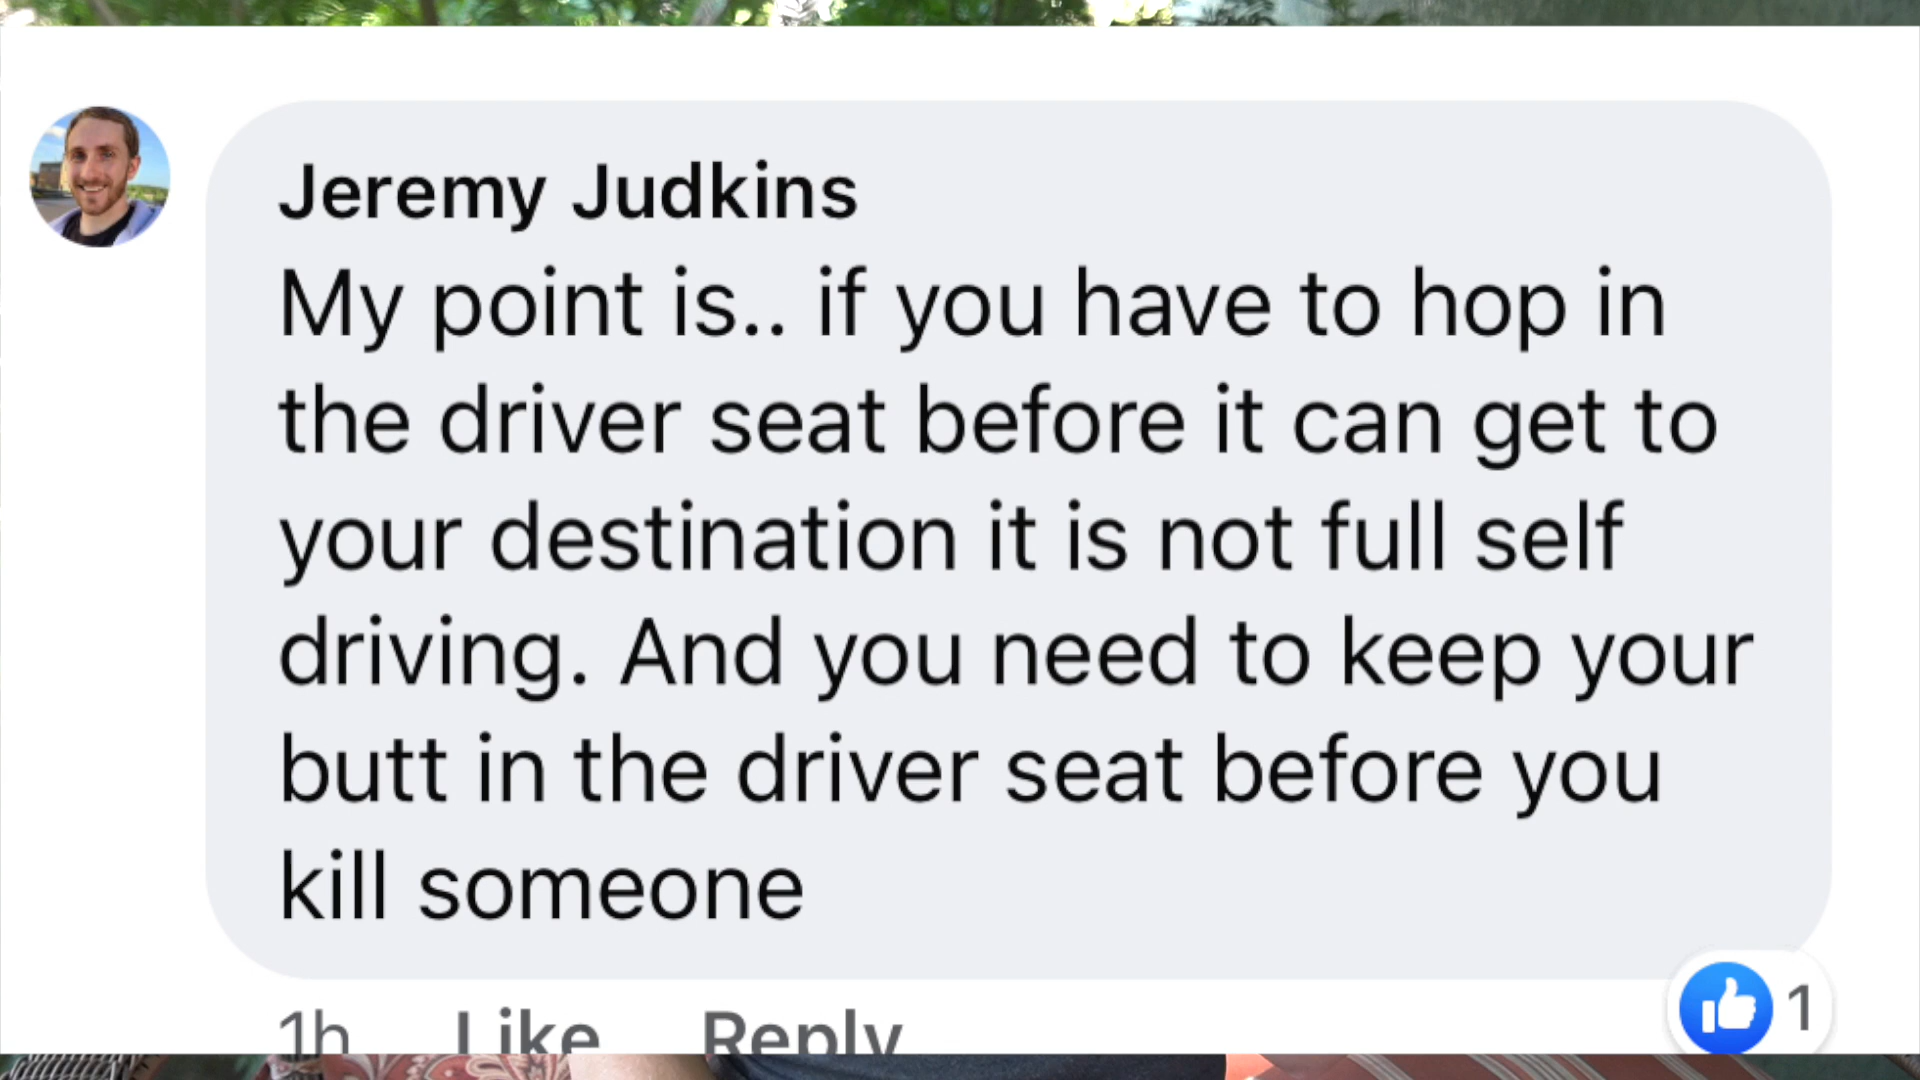 Jeremy Judkins
My point is.. if you have to hop in
the driver seat before it can get to
your destination it is not full self
driving. And you need to keep your
butt in the driver seat before you
kill someone
1h Like Reply
1